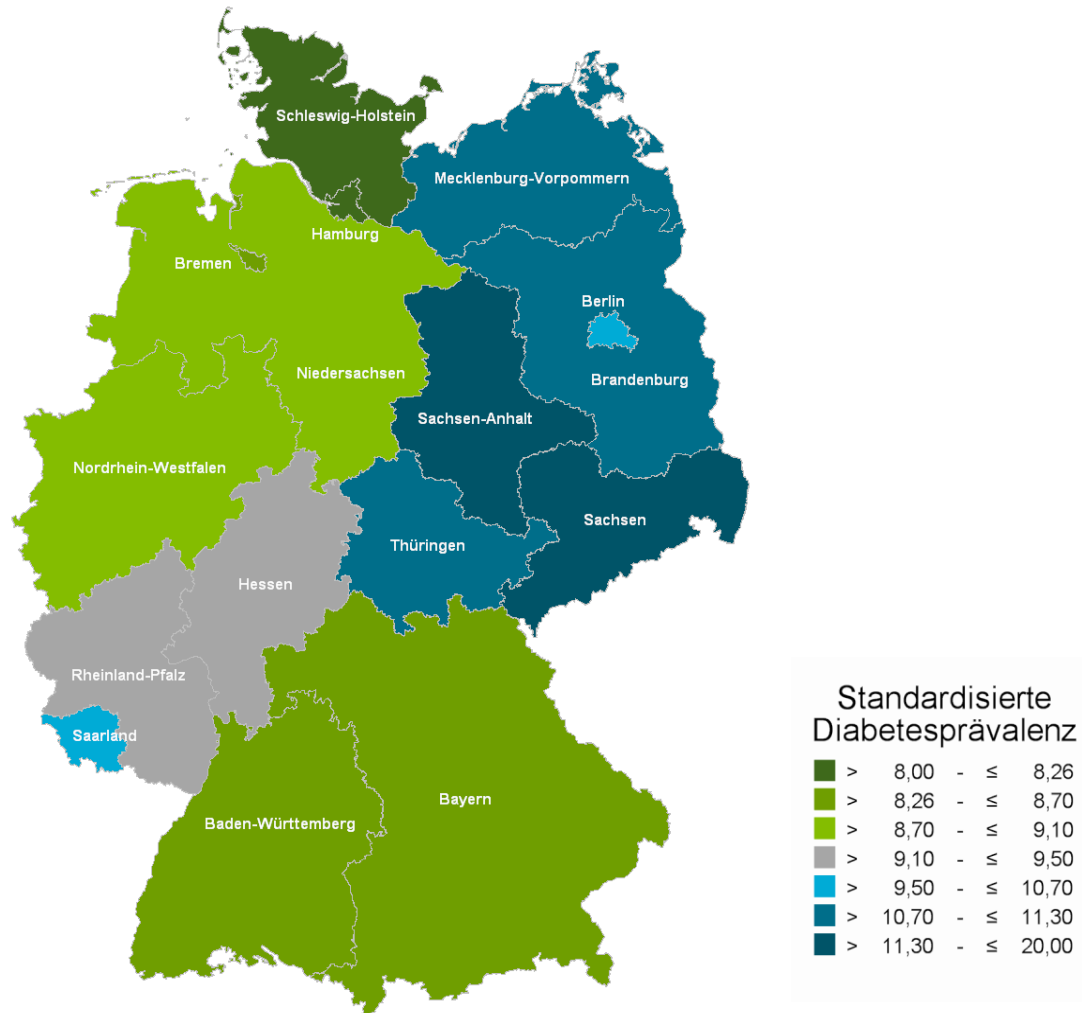 Schleswig-Holstein
Mecklenburg-Vorpommern
Hamburg
Bremen
Berlin
Niedersachsen
Brandenburg
Sachsen-Anhalt
Nordrhein-Westfalen
Sachsen
Thüringen
Hessen
Rheinland-Pfalz
Saarland
Bayern
Baden-Württemberg
Standardisierte
Diabetesprävalenz
> 8,00 - ≤ 8,26
> 8,26 - ≤ 8,70
> 8,70 - ≤ 9,10
> 9,10 - ≤ 9,50
> 9,50 - ≤ 10,70
> 10,70 - ≤ 11,30
> 11,30 - ≤ 20,00